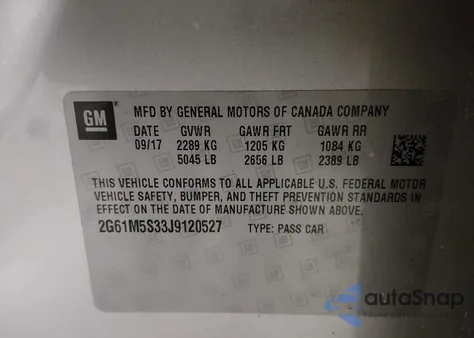 GM
MFD BY GENERAL MOTORS OF CANADA COMPANY
DATE GVWR GAWR FRT GAWR RR
09/17 2289 KG 1205 KG 1084 KG
5045 LB 2656 LB 2389 LB
THIS VEHICLE CONFORMS TO ALL APPLICABLE U.S. FEDERAL MOTOR
VEHICLE SAFETY, BUMPER, AND THEFT PREVENTION STANDARDS IN
EFFECT ON THE DATE OF MANUFACTURE SHOWN ABOVE.
2G61M5S33J9120527 TYPE: PASS CAR
autoSnap